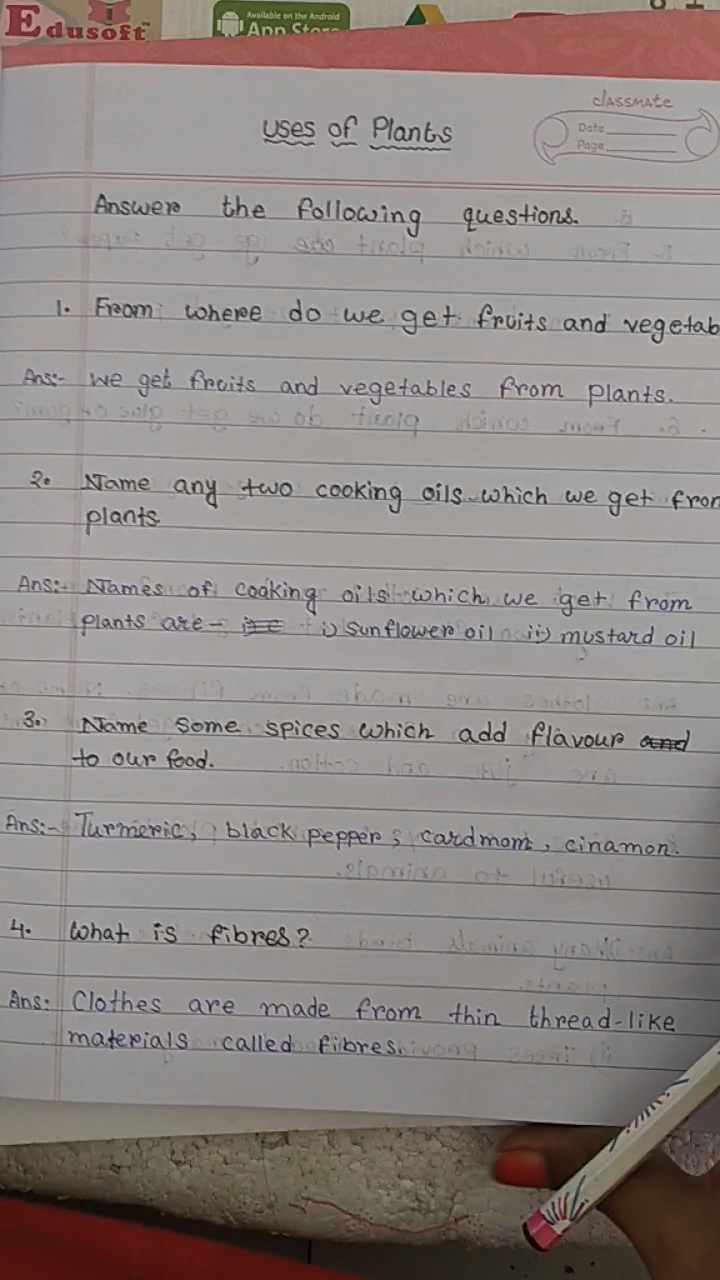 Edusoft™
Available on the Android
App Store
classmate
Date
Page
Uses of Plants
Answer the following questions.
1. From where do we get fruits and vegetab
Ans:- we get fruits and vegetables from plants.
2. Name any two cooking oils which we get from
plants
Ans:- Names of cooking oils which we get from
plants are - i) sunflower oil ii) mustard oil
3. Name some spices which add flavour and
to our food.
Ans:- Turmeric, black pepper, cardmom, cinamon.
4. What is fibres?
Ans: Clothes are made from thin thread-like
materials called fibres.